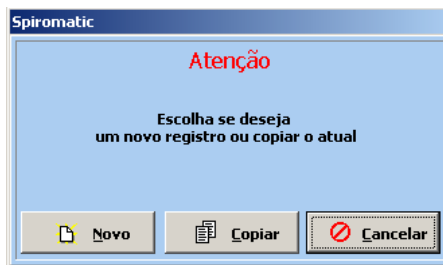 Spiromatic
Atenção
Escolha se deseja
um novo registro ou copiar o atual
Novo
Copiar
Cancelar